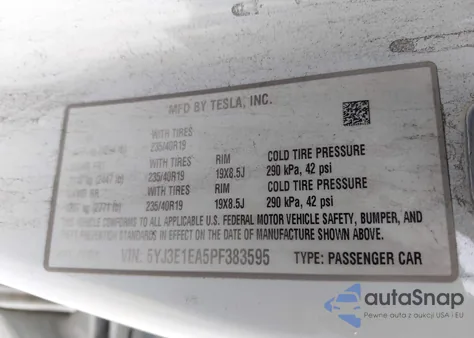 MFD BY TESLA, INC.
WITH TIRES
235/40R19
WITH TIRES RIM COLD TIRE PRESSURE
235/40R19 19X8.5J 290 kPa, 42 psi
WITH TIRES RIM COLD TIRE PRESSURE
235/40R19 19X8.5J 290 kPa, 42 psi
CONFORMS TO ALL APPLICABLE U.S. FEDERAL MOTOR VEHICLE SAFETY, BUMPER, AND
THEFT PREVENTION STANDARDS IN EFFECT ON THE DATE OF MANUFACTURE SHOWN ABOVE.
VIN: 5YJ3E1EA5PF383595 TYPE: PASSENGER CAR
autaSnap
Pewne auta z aukcji USA i EU